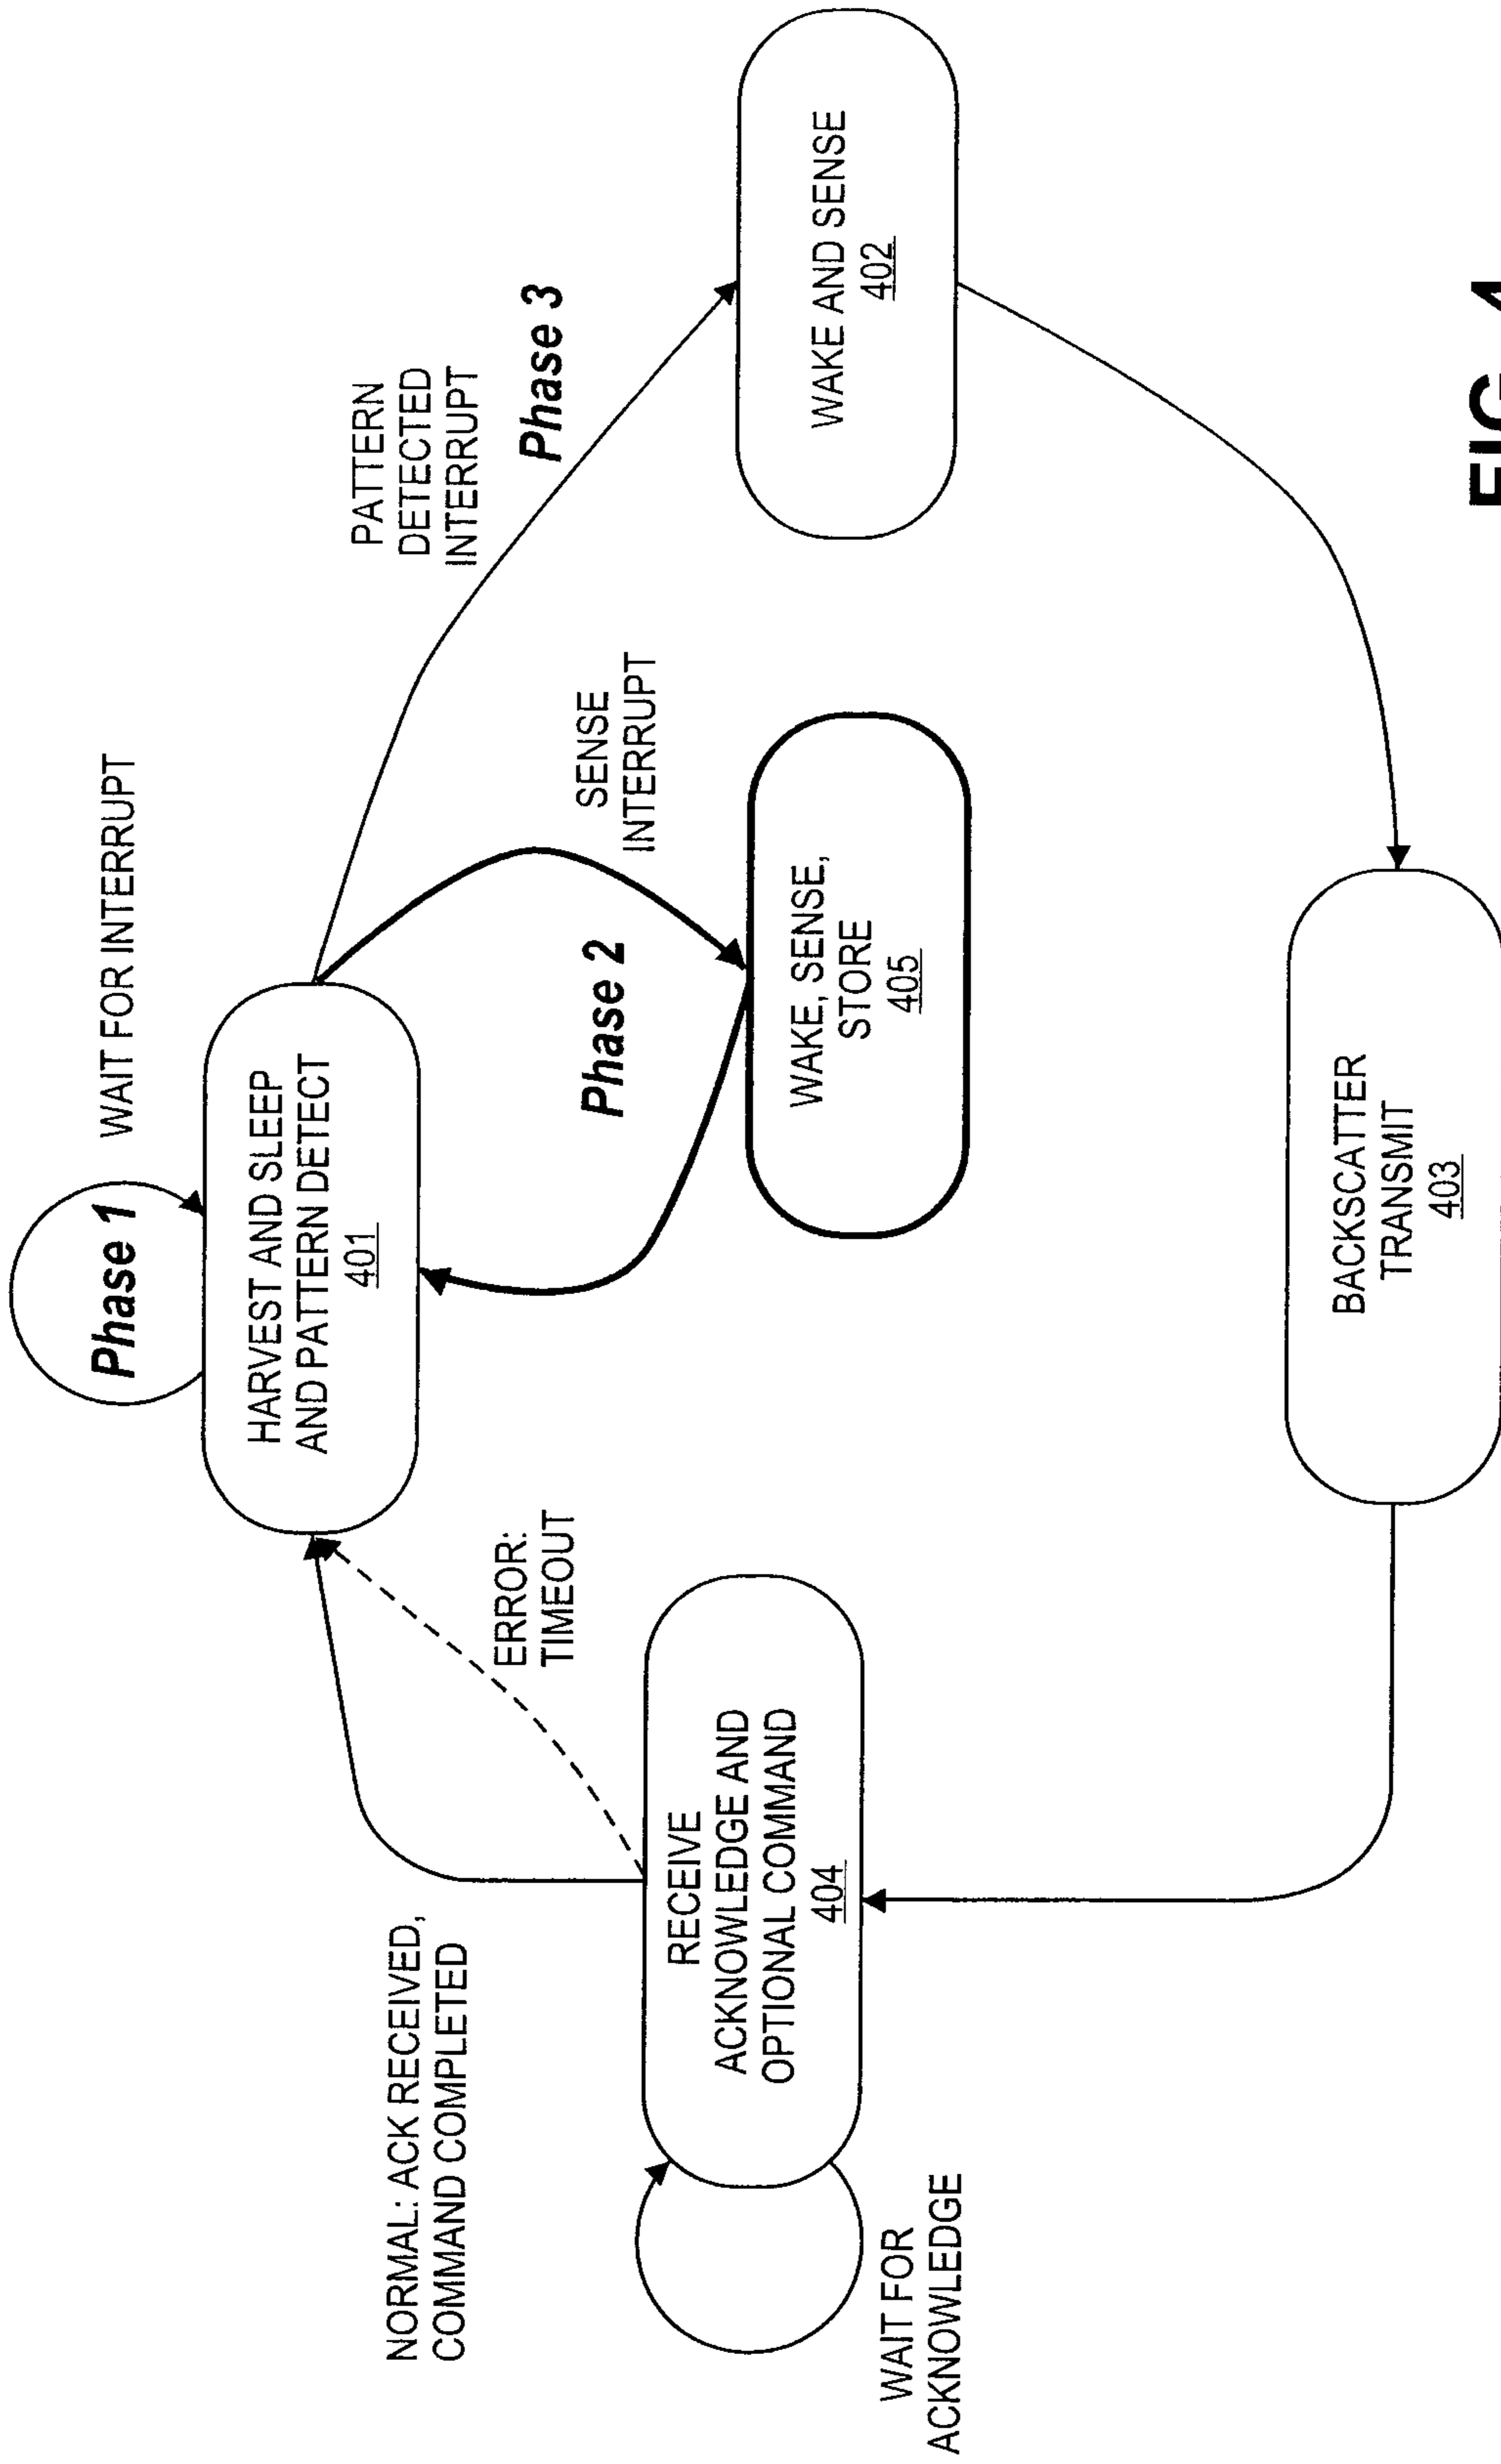 Phase 1
WAIT FOR INTERRUPT
HARVEST AND SLEEP
AND PATTERN DETECT
401
NORMAL: ACK RECEIVED,
COMMAND COMPLETED
ERROR:
TIMEOUT
PATTERN
DETECTED
INTERRUPT
Phase 3
SENSE
INTERRUPT
Phase 2
RECEIVE
ACKNOWLEDGE AND
OPTIONAL COMMAND
404
WAKE, SENSE,
STORE
405
WAKE AND SENSE
402
WAIT FOR
ACKNOWLEDGE
BACKSCATTER
TRANSMIT
403
FIG